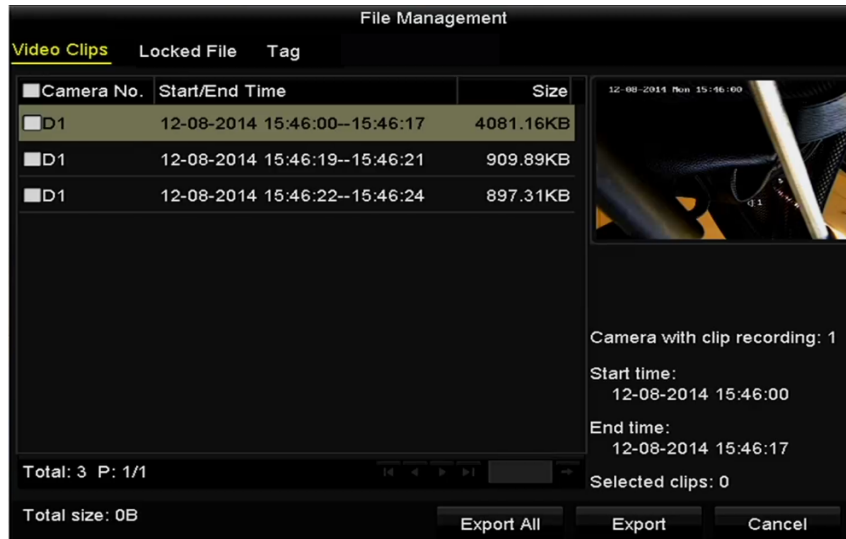 File Management
Video Clips Locked File Tag
Camera No. Start/End Time Size
D1 12-08-2014 15:46:00--15:46:17 4081.16KB
D1 12-08-2014 15:46:19--15:46:21 909.89KB
D1 12-08-2014 15:46:22--15:46:24 897.31KB
12-08-2014 Mon 15:46:00
Camera with clip recording: 1
Start time:
12-08-2014 15:46:00
End time:
12-08-2014 15:46:17
Selected clips: 0
Total: 3 P: 1/1
Total size: 0B
Export All Export Cancel